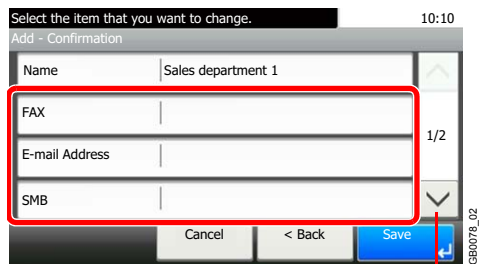 Select the item that you want to change. 10:10
Add - Confirmation
Name Sales department 1
FAX
1/2
E-mail Address
SMB
Cancel < Back Save
GB0078_02